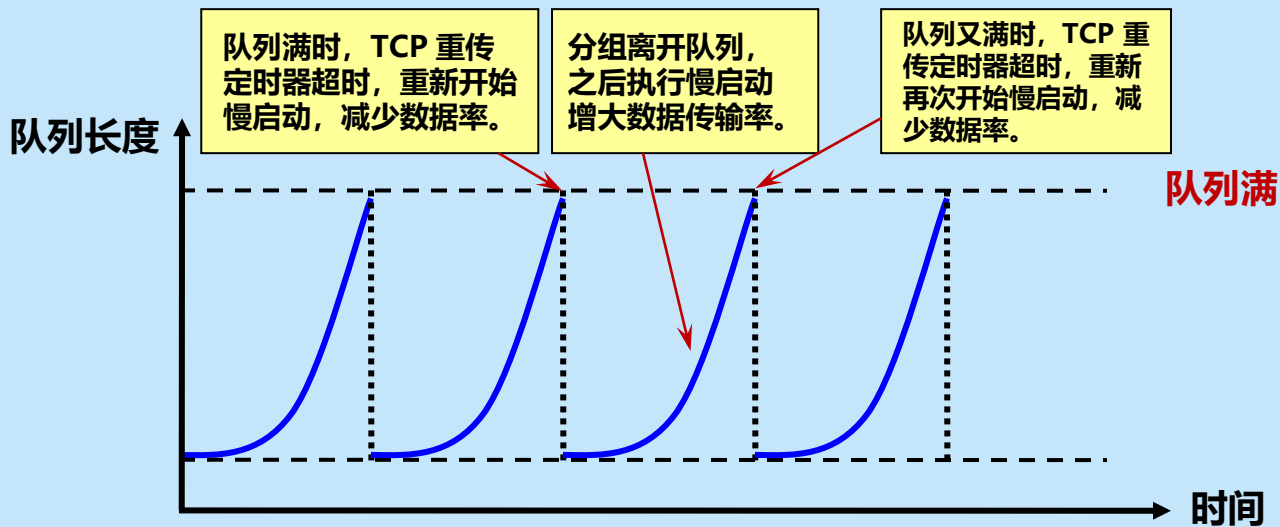 队列满时，TCP 重传
定时器超时，重新开始
慢启动，减少数据率。
分组离开队列，
之后执行慢启动
增大数据传输率。
队列又满时，TCP 重
传定时器超时，重新
再次开始慢启动，减
少数据率。
队列长度
队列满
时间